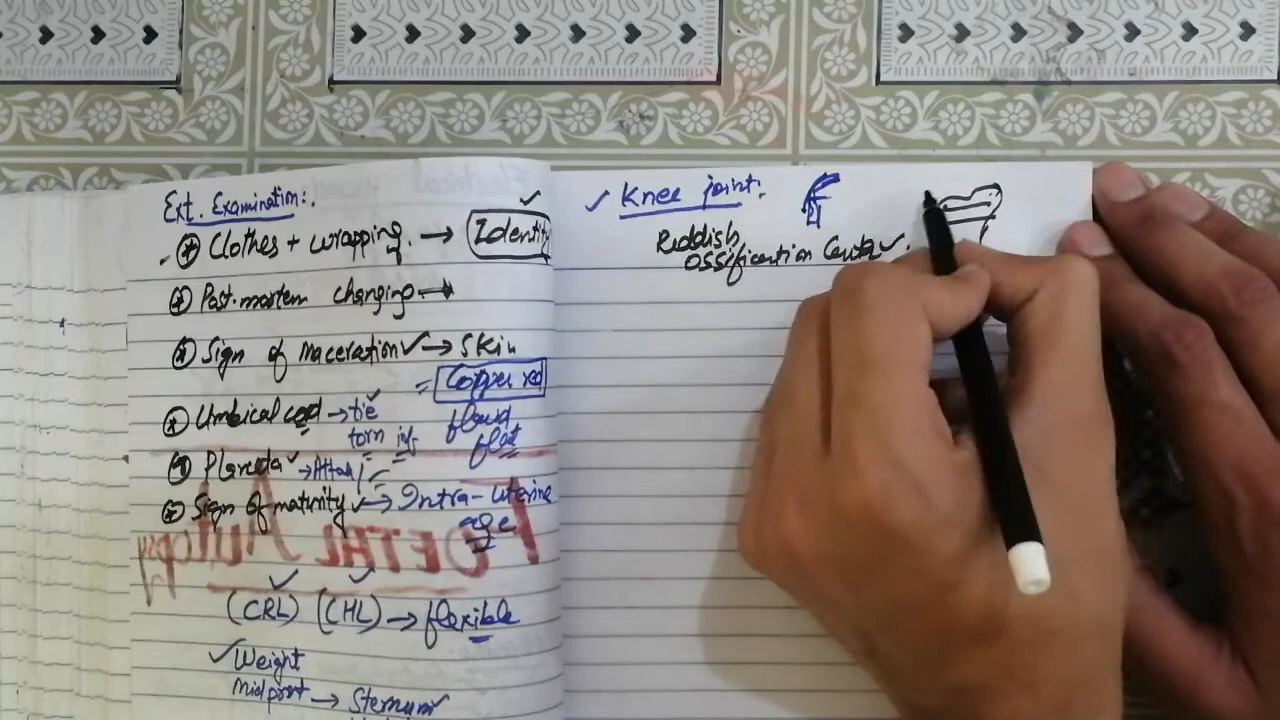 Ext. Examination:.
Clothes + wrapping. → Identity
Post-mortem changing →
Sign of maceration ✓ → Skin
= Copper red
Umbical cord → tie
torn
fluid
flat
Placenta ✓ → Attach
Sign of maturity ✓ → Intra-uterine
age
(CRL) (CHL) → flexible
✓ Weight
Midpoint → Sternum ✓
✓ Knee joint:
Reddish
ossification Center ✓.
FOETAL Autopsy